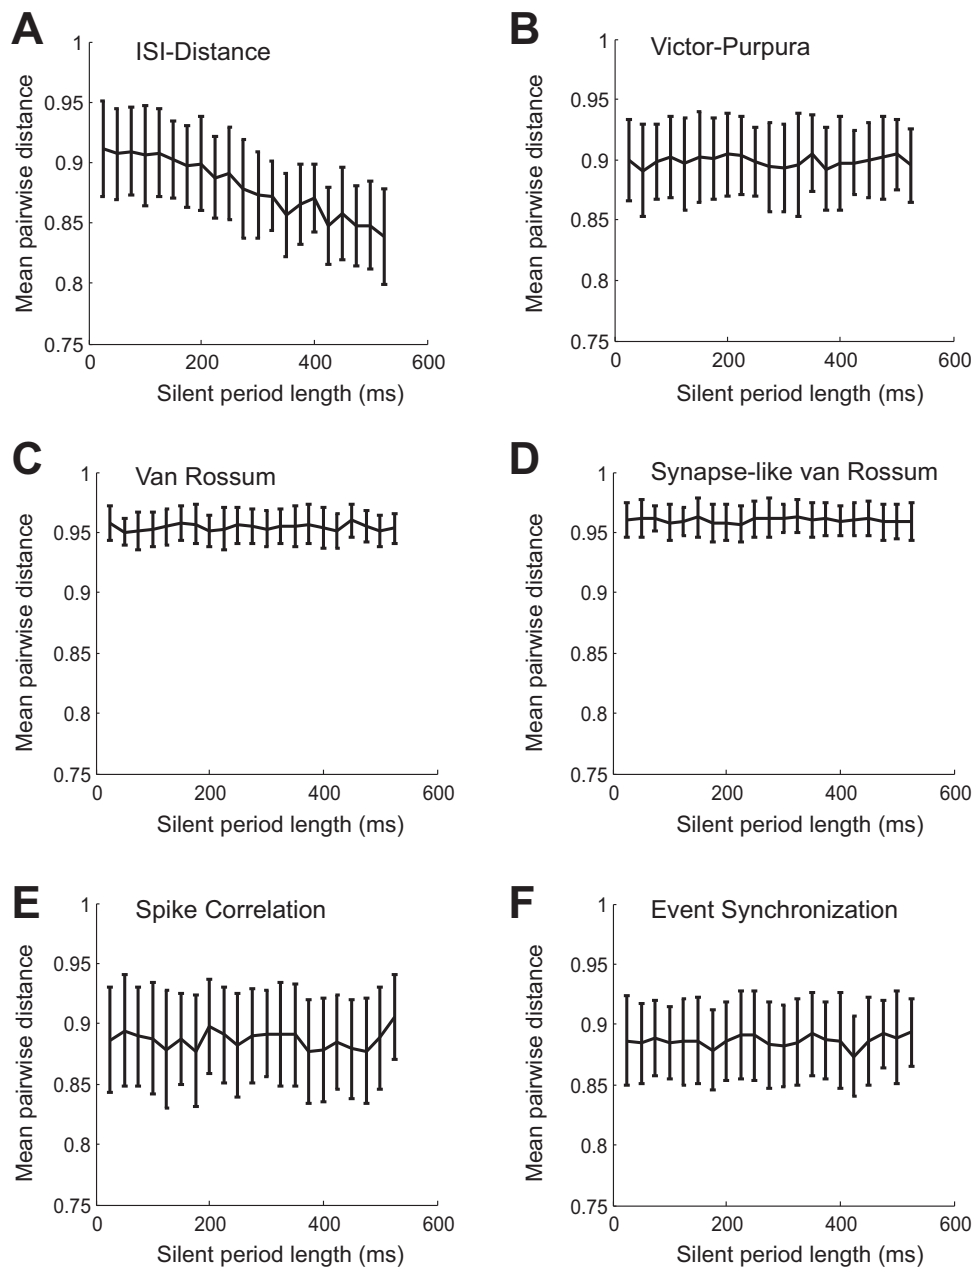 A
ISI-Distance
1
0.95
0.9
0.85
0.8
0.75
0
200
400
600
Mean pairwise distance
Silent period length (ms)
B
Victor-Purpura
1
0.95
0.9
0.85
0.8
0.75
0
200
400
600
Mean pairwise distance
Silent period length (ms)
C
Van Rossum
1
0.95
0.9
0.85
0.8
0.75
0
200
400
600
Mean pairwise distance
Silent period length (ms)
D
Synapse-like van Rossum
1
0.95
0.9
0.85
0.8
0.75
0
200
400
600
Mean pairwise distance
Silent period length (ms)
E
Spike Correlation
1
0.95
0.9
0.85
0.8
0.75
0
200
400
600
Mean pairwise distance
Silent period length (ms)
F
Event Synchronization
1
0.95
0.9
0.85
0.8
0.75
0
200
400
600
Mean pairwise distance
Silent period length (ms)